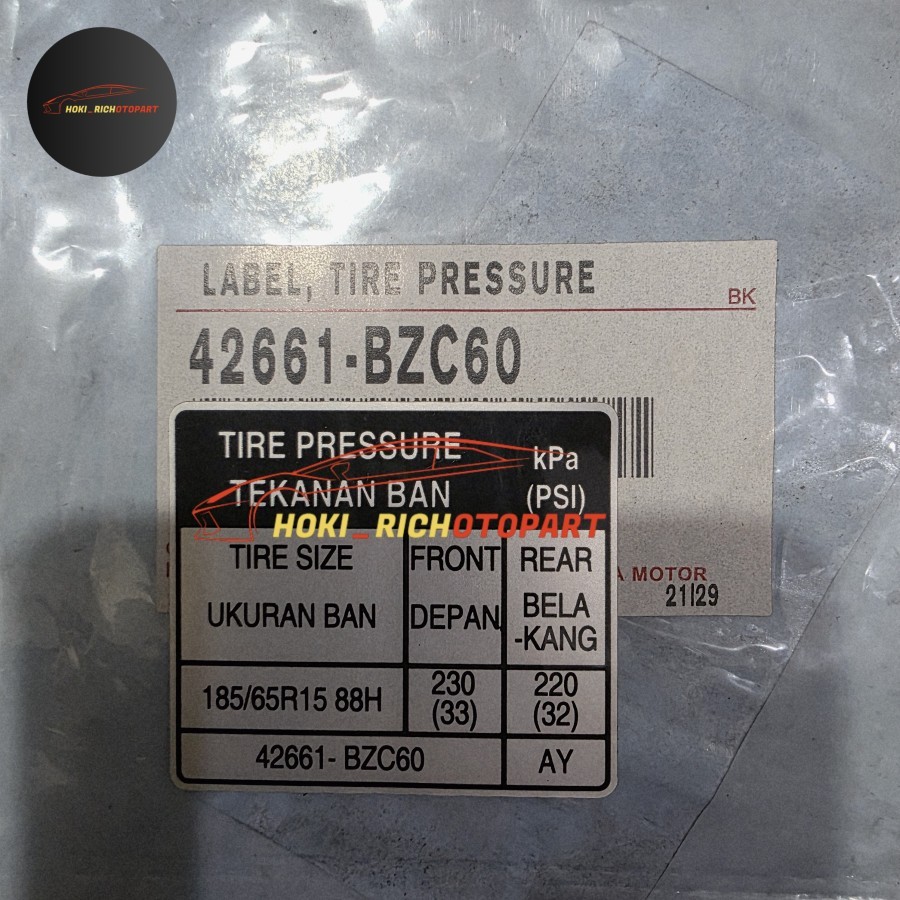 HOKI_RICHOTOPART
LABEL, TIRE PRESSURE
BK
42661-BZC60
TIRE PRESSURE
kPa
TEKANAN BAN
(PSI)
HOKI_RICHOTOPART
TIRE SIZE FRONT REAR
UKURAN BAN DEPAN BELA
-KANG
A MOTOR
21I29
185/65R15 88H 230 220
(33) (32)
42661- BZC60 AY